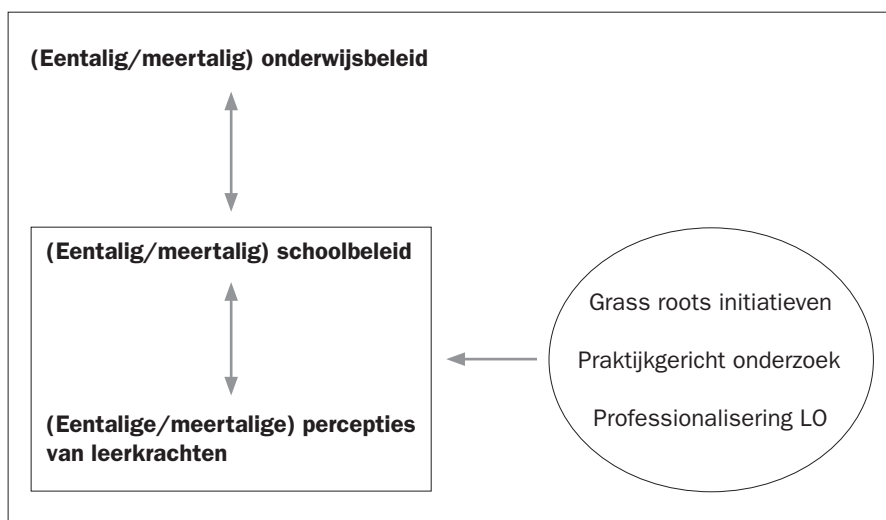 (Eentalig/meertalig) onderwijsbeleid
(Eentalig/meertalig) schoolbeleid
(Eentalige/meertalige) percepties
van leerkrachten
Grass roots initiatieven
Praktijkgericht onderzoek
Professionalisering LO